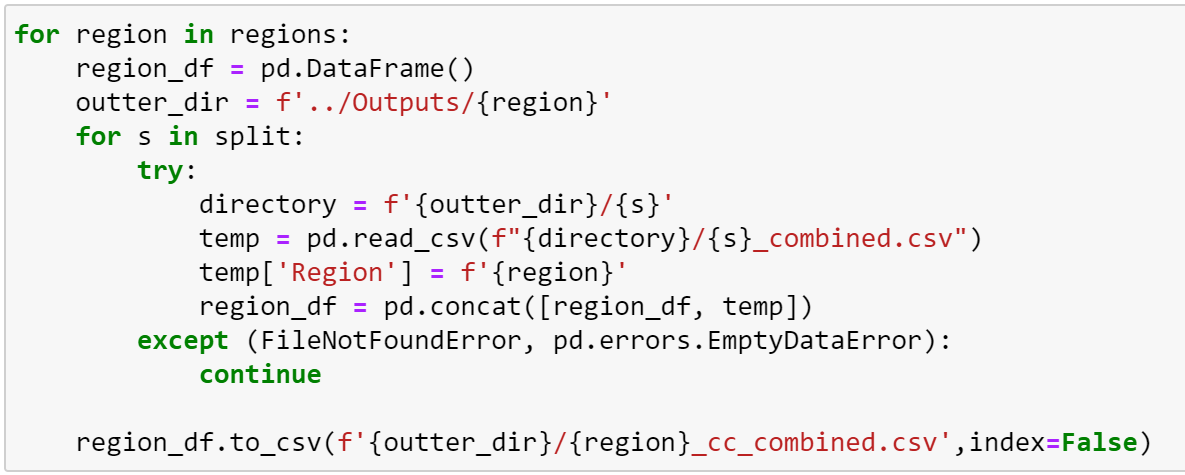 for region in regions:
    region_df = pd.DataFrame()
    outter_dir = f'../Outputs/{region}'
    for s in split:
        try:
            directory = f'{outter_dir}/{s}'
            temp = pd.read_csv(f"{directory}/{s}_combined.csv")
            temp['Region'] = f'{region}'
            region_df = pd.concat([region_df, temp])
        except (FileNotFoundError, pd.errors.EmptyDataError):
            continue

    region_df.to_csv(f'{outter_dir}/{region}_cc_combined.csv',index=False)